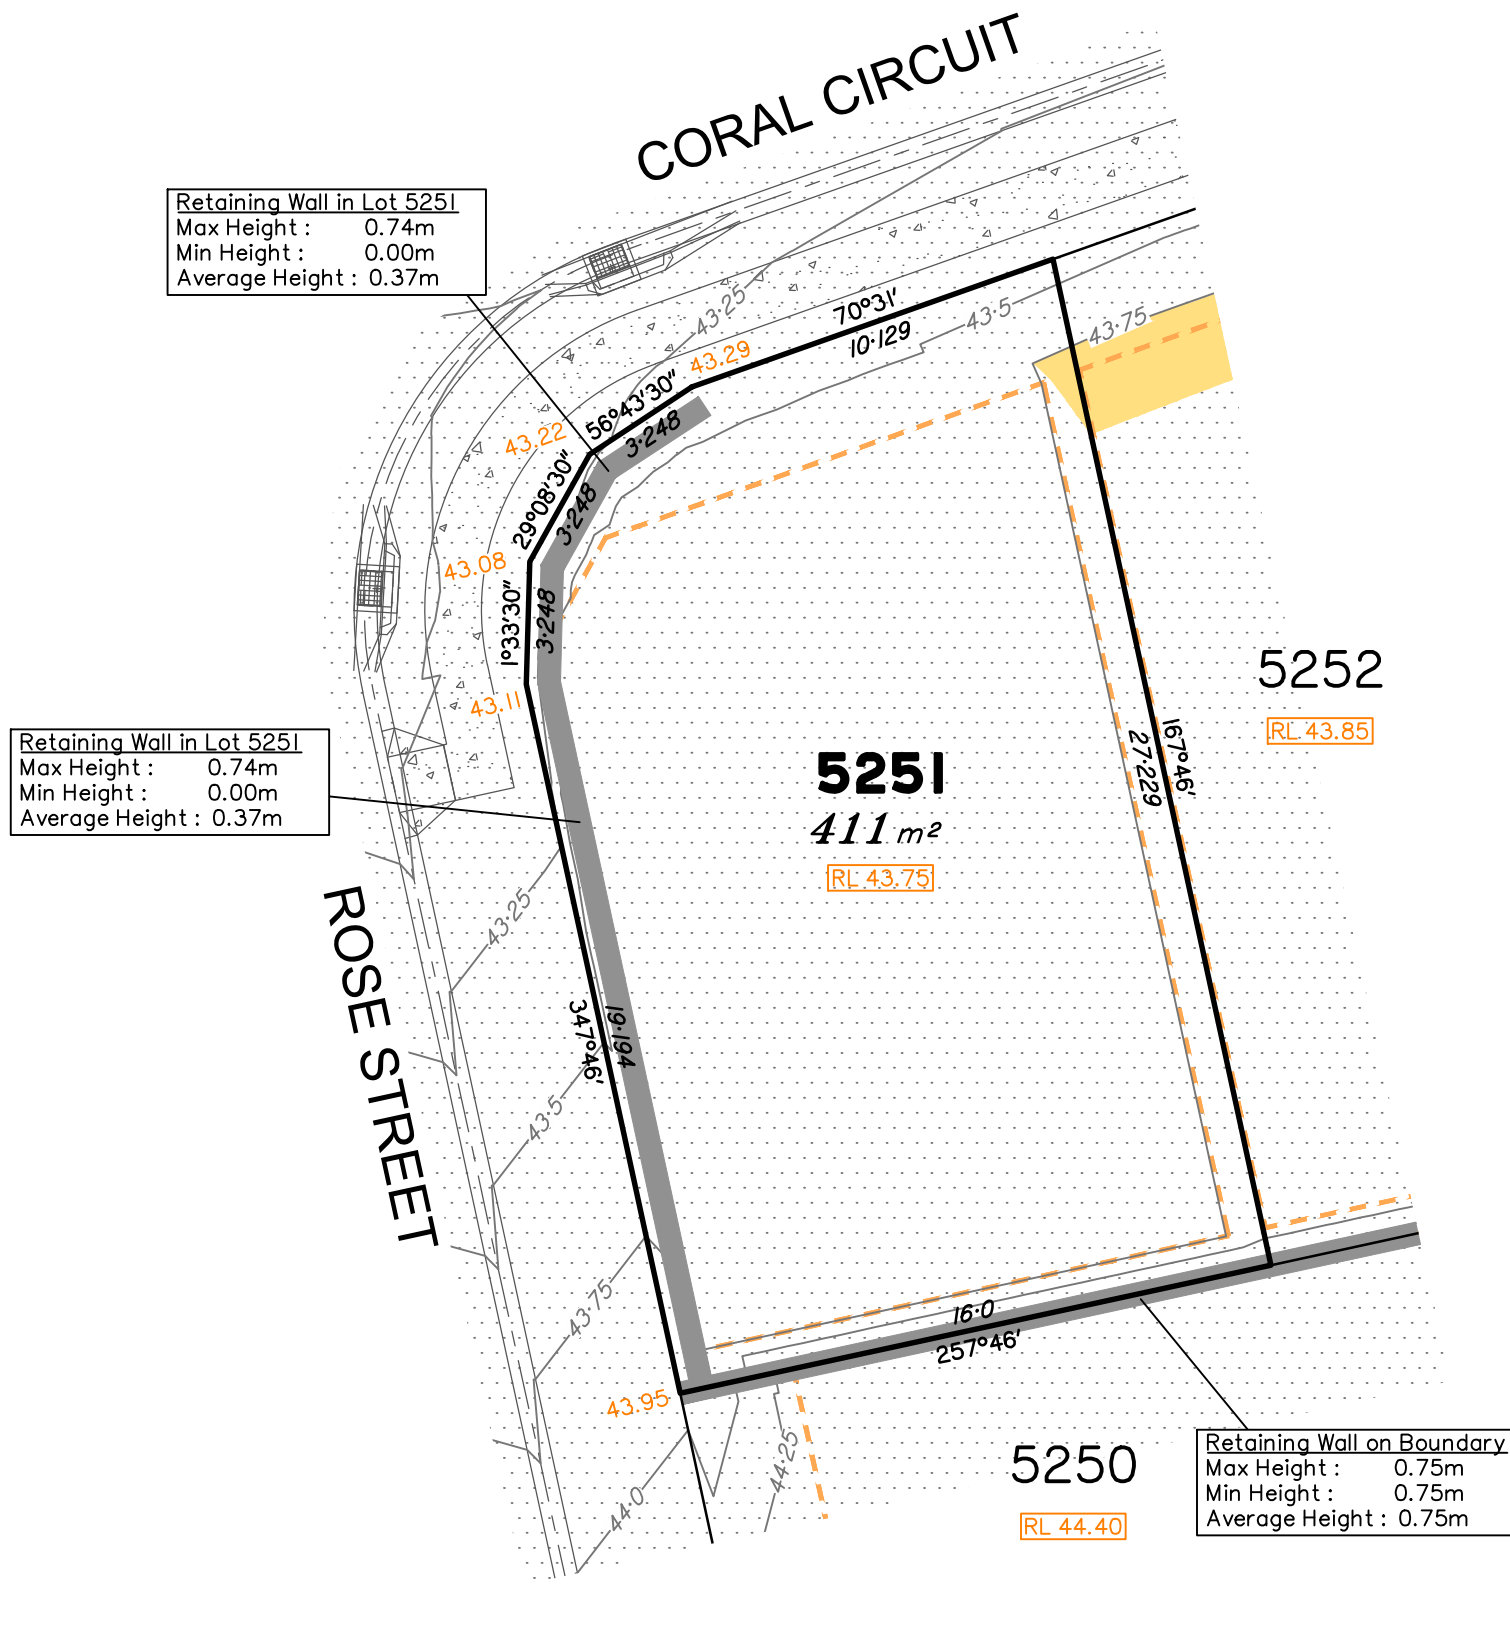 CORAL CIRCUIT
Retaining Wall in Lot 5251
Max Height : 0.74m
Min Height : 0.00m
Average Height : 0.37m
43·25
70°31'
10·129
43·5
43·75
43.29
56°43'30"
3·248
43.22
29°08'30"
3·248
43.08
1°33'30"
3·248
43.11
5252
RL 43.85
Retaining Wall in Lot 5251
Max Height : 0.74m
Min Height : 0.00m
Average Height : 0.37m
5251
411 m²
RL 43.75
167°46'
27·229
ROSE STREET
43·25
19·194
347°46'
43·5
43·75
16·0
257°46'
43.95
44·25
44·0
5250
RL 44.40
Retaining Wall on Boundary
Max Height : 0.75m
Min Height : 0.75m
Average Height : 0.75m